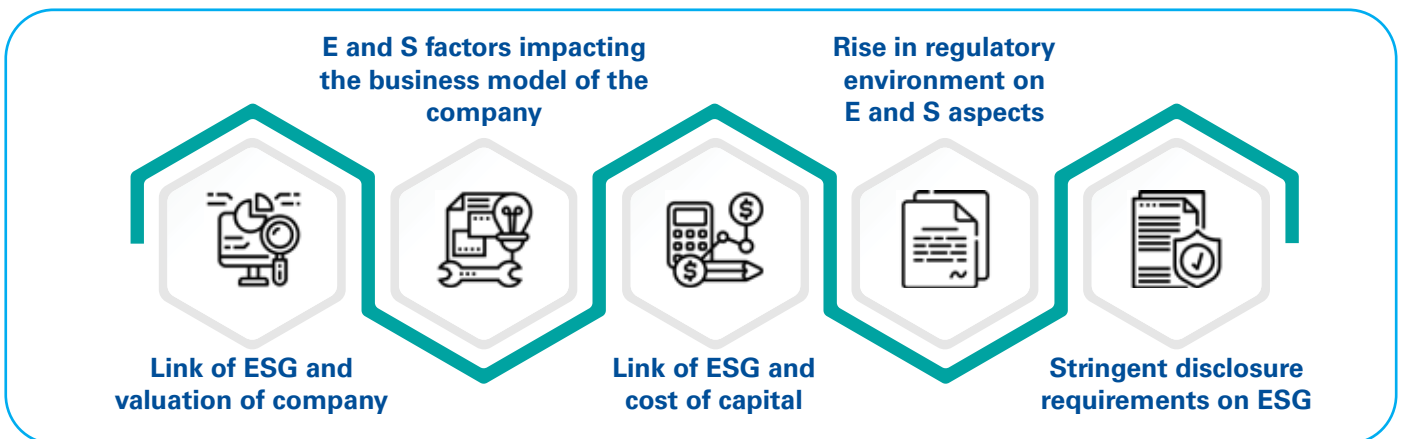 E and S factors impacting
the business model of the
company
Rise in regulatory
environment on
E and S aspects
Link of ESG and
valuation of company
Link of ESG and
cost of capital
Stringent disclosure
requirements on ESG